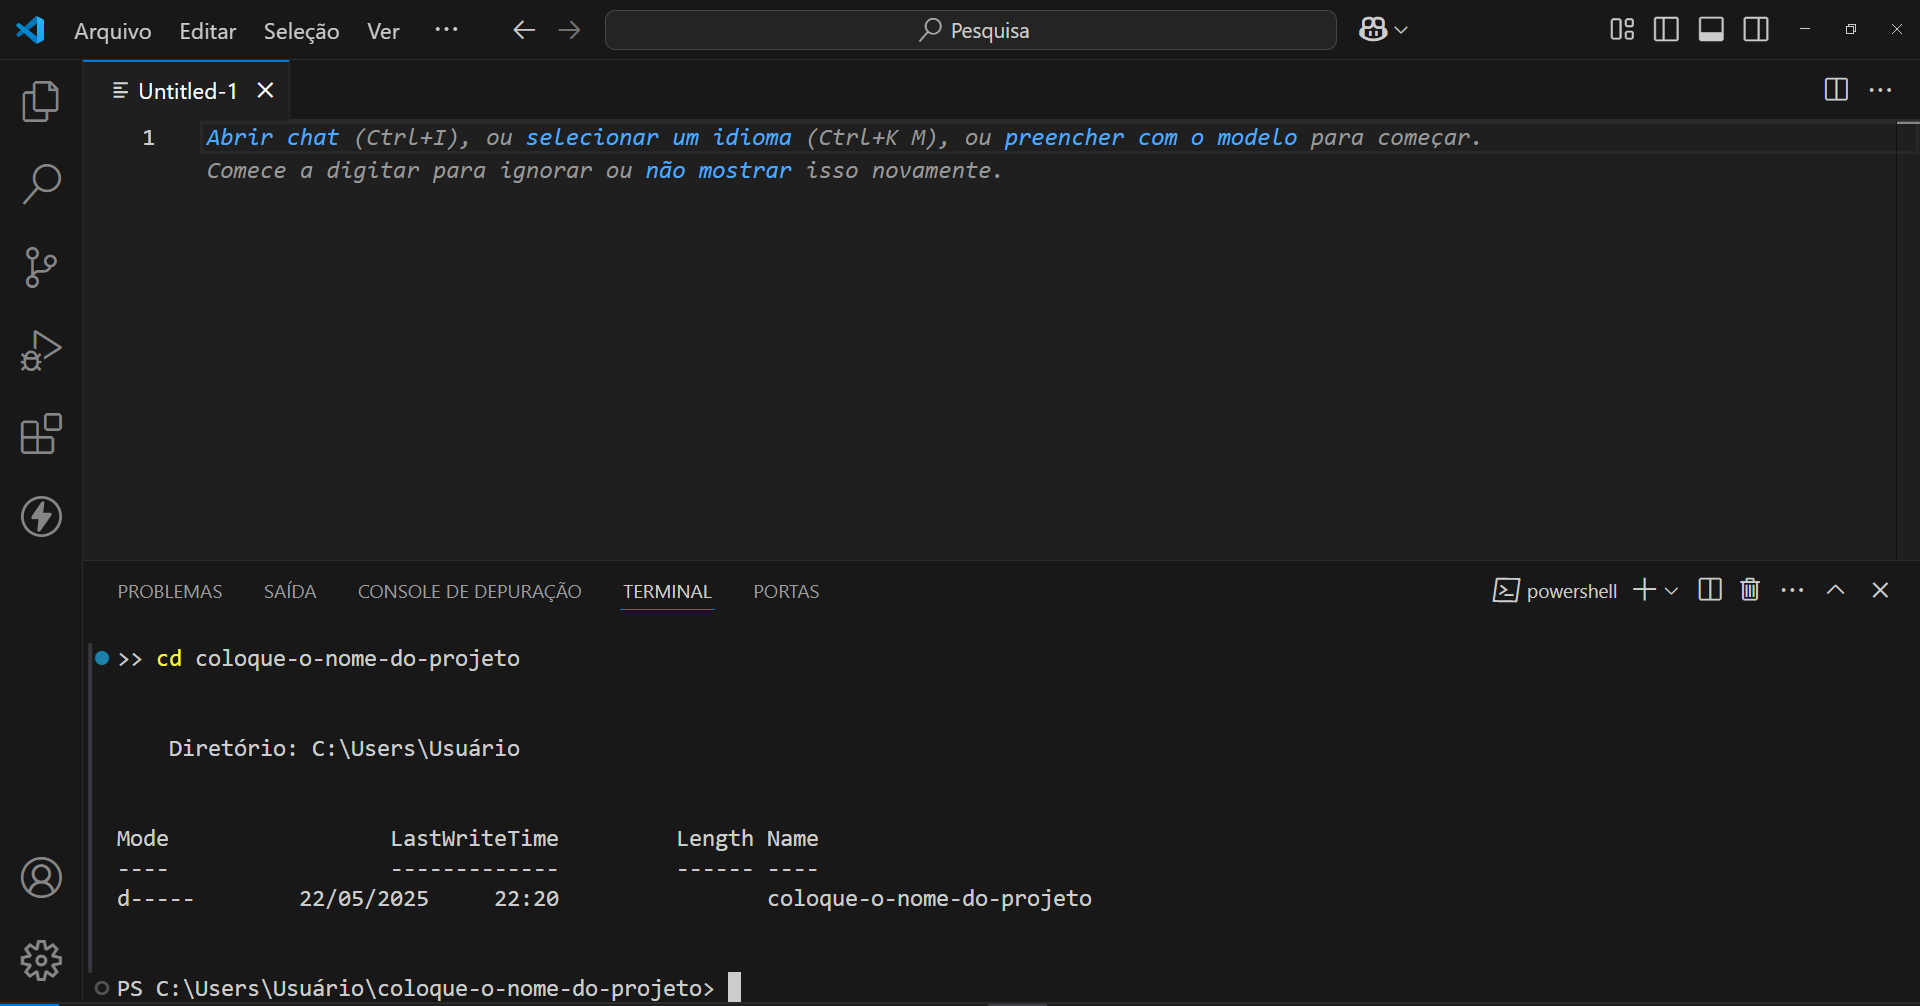 Arquivo Editar Seleção Ver ··· Pesquisa
Untitled-1
1 Abrir chat (Ctrl+I), ou selecionar um idioma (Ctrl+K M), ou preencher com o modelo para começar.
Comece a digitar para ignorar ou não mostrar isso novamente.
PROBLEMAS SAÍDA CONSOLE DE DEPURAÇÃO TERMINAL PORTAS powershell
>> cd coloque-o-nome-do-projeto
Diretório: C:\Users\Usuário
Mode LastWriteTime Length Name
---- ------------- ------ ----
d----- 22/05/2025 22:20 coloque-o-nome-do-projeto
PS C:\Users\Usuário\coloque-o-nome-do-projeto>